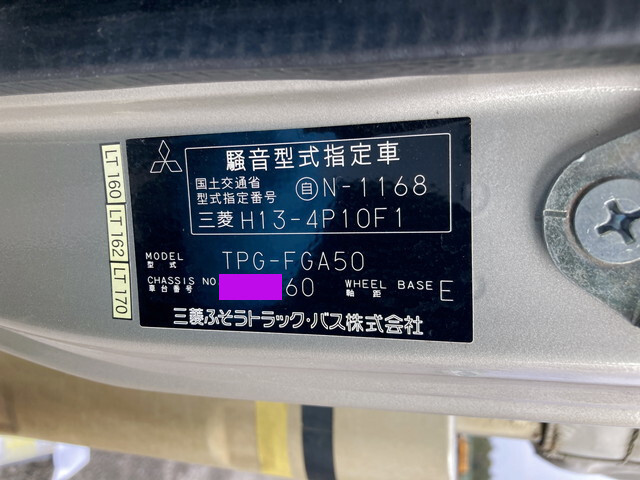 騒音型式指定車
国土交通省
型式指定番号 自N-1168
三菱 H13-4P10F1
MODEL
型式 TPG-FGA50
CHASSIS NO
車台番号 60
WHEEL BASE
軸距 E
三菱ふそうトラック・バス株式会社
LT 160
LT 162
LT 170